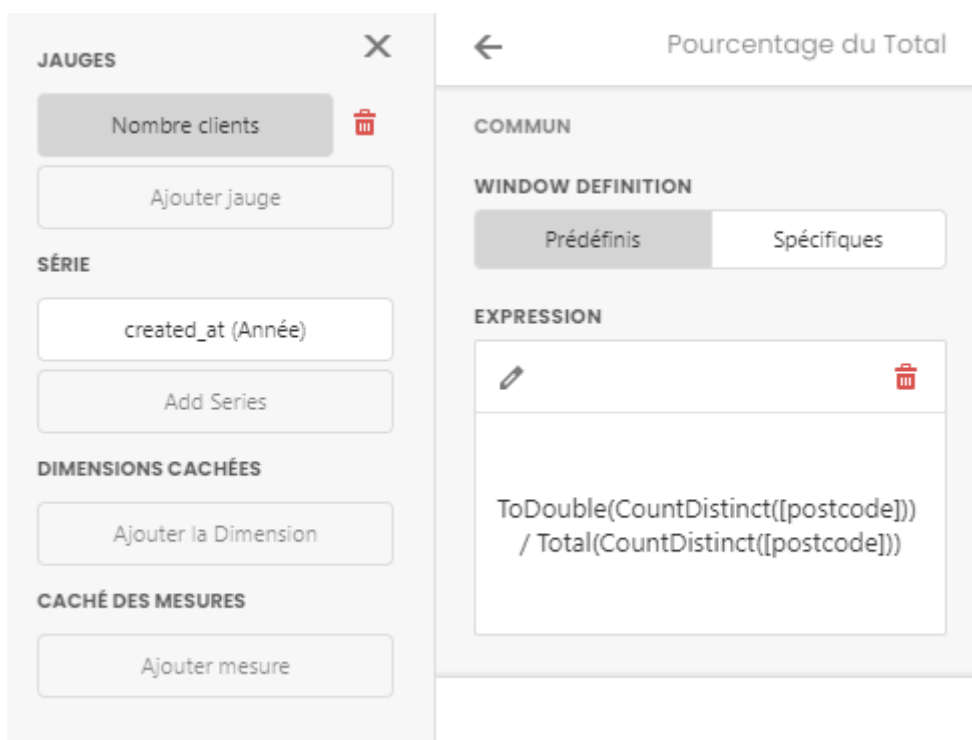 JAUGES
Nombre clients
Ajouter jauge
SÉRIE
created_at (Année)
Add Series
DIMENSIONS CACHÉES
Ajouter la Dimension
CACHÉ DES MESURES
Ajouter mesure
Pourcentage du Total
COMMUN
WINDOW DEFINITION
Prédéfinis
Spécifiques
EXPRESSION
ToDouble(CountDistinct([postcode]))
/ Total(CountDistinct([postcode]))